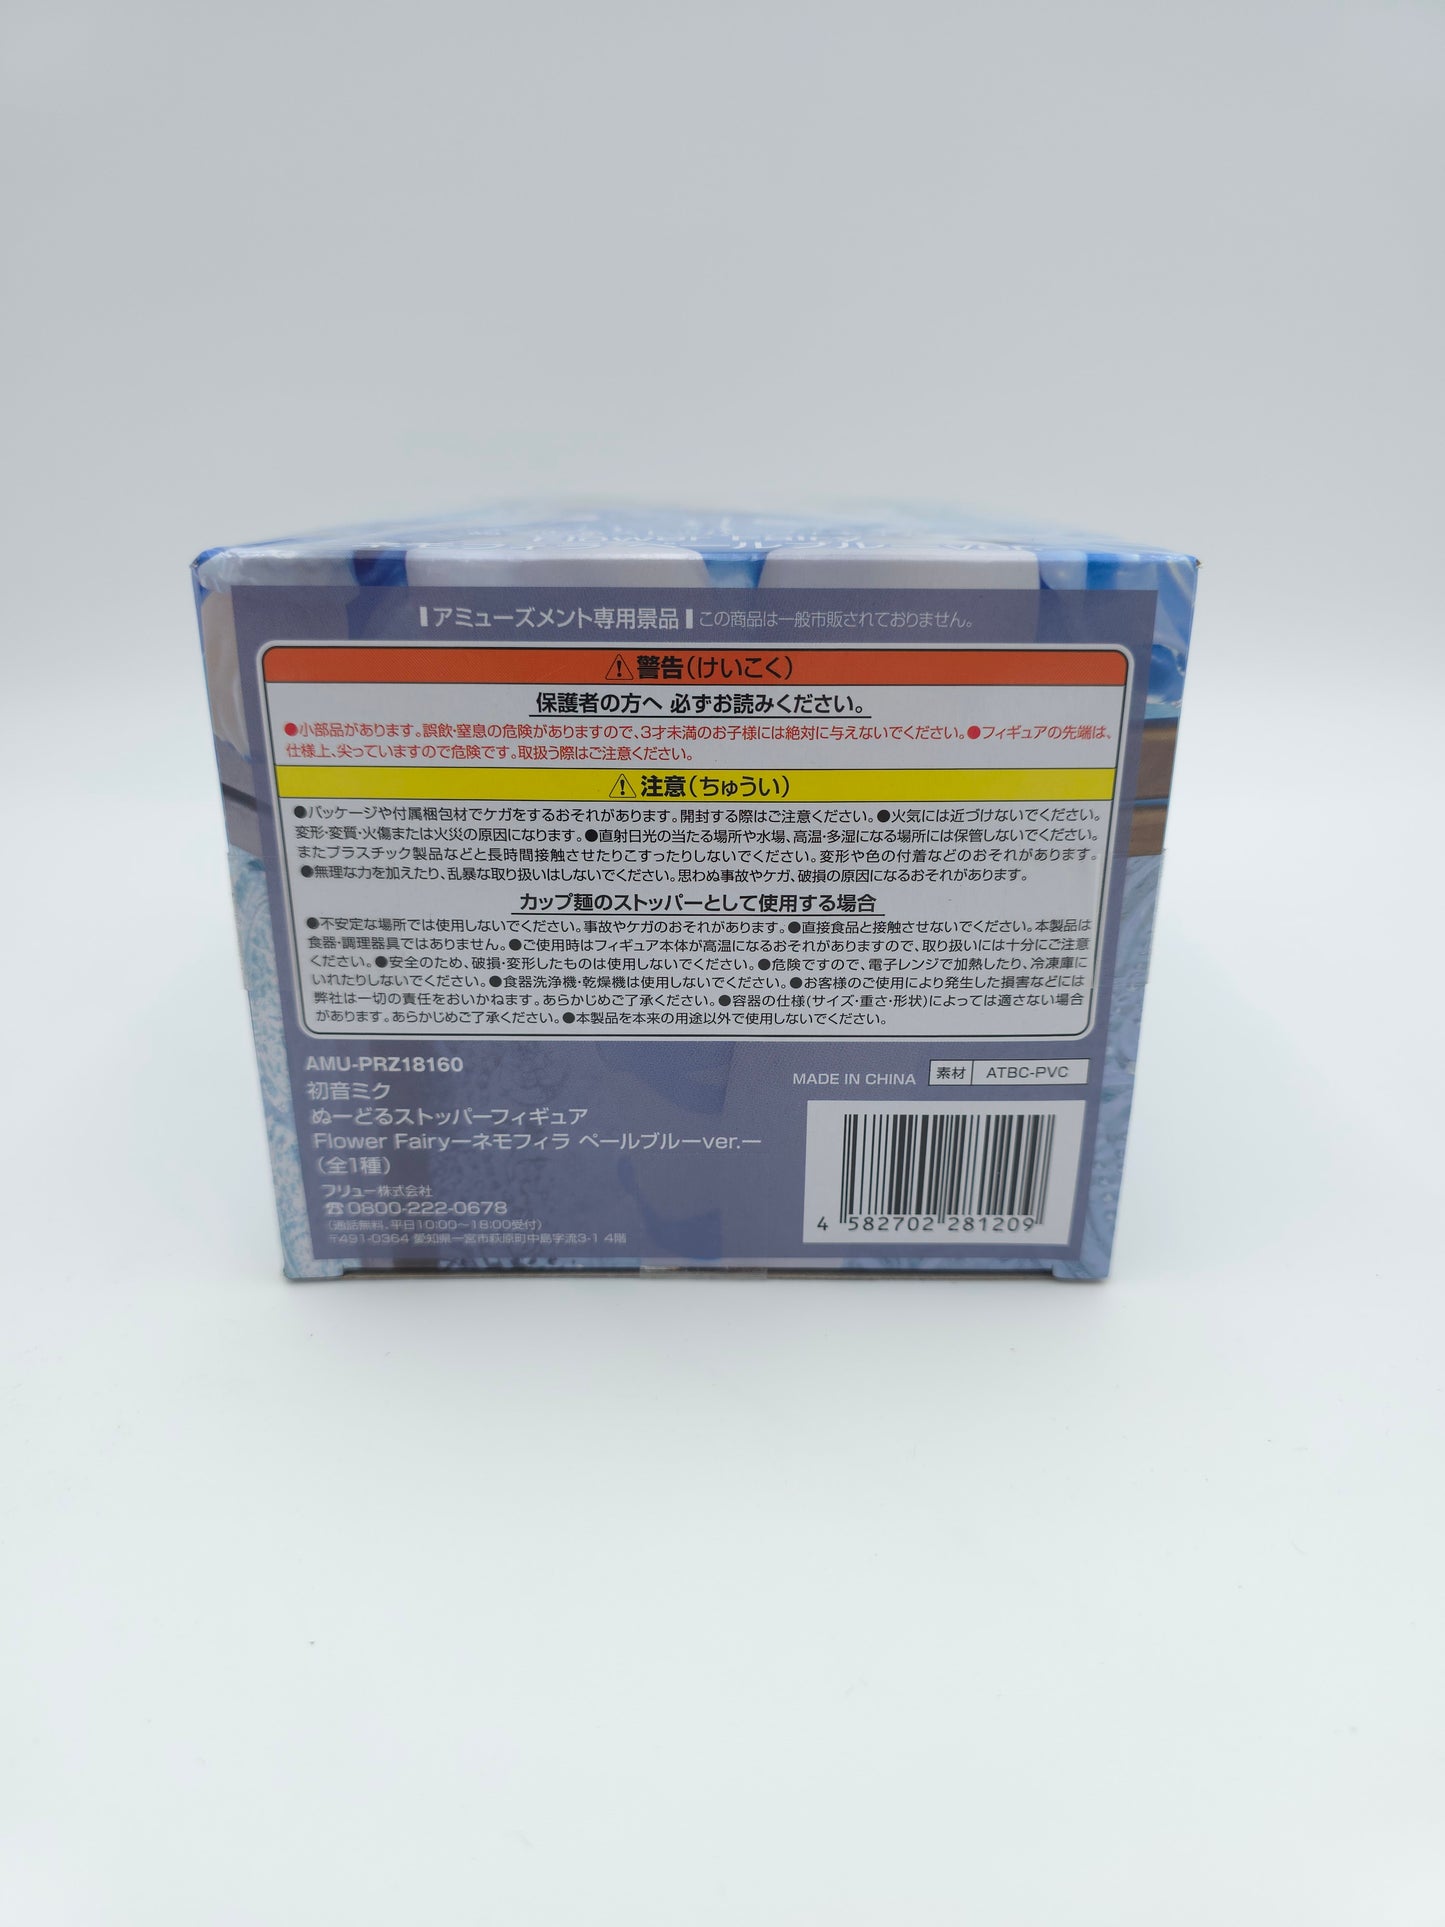 Flower Fairy
アミューズメント専用景品 この商品は一般市販されておりません。
警告(けいこく)
保護者の方へ 必ずお読みください。
●小部品があります。誤飲・窒息の危険がありますので、3才未満のお子様には絶対に与えないでください。●フィギュアの先端は、
仕様上、尖っていますので危険です。取扱う際はご注意ください。
注意(ちゅうい)
●パッケージや付属梱包材でケガをするおそれがあります。開封する際はご注意ください。●火気には近づけないでください。
変形・変質・火傷または火災の原因になります。●直射日光の当たる場所や水場、高温・多湿になる場所には保管しないでください。
またプラスチック製品などと長時間接触させたりこすったりしないでください。変形や色の付着などのおそれがあります。
●無理な力を加えたり、乱暴な取り扱いはしないでください。思わぬ事故やケガ、破損の原因になるおそれがあります。
カップ麺のストッパーとして使用する場合
●不安定な場所では使用しないでください。事故やケガのおそれがあります。●直接食品と接触させないでください。本製品は
食器・調理器具ではありません。●ご使用時はフィギュア本体が高温になるおそれがありますので、取り扱いには十分にご注意
ください。●安全のため、破損・変形したものは使用しないでください。●危険ですので、電子レンジで加熱したり、冷凍庫に
いれたりしないでください。●食器洗浄機・乾燥機は使用しないでください。●お客様のご使用により発生した損害などには
弊社は一切の責任をおいかねます。あらかじめご了承ください。●容器の仕様(サイズ・重さ・形状)によっては適さない場合
があります。あらかじめご了承ください。●本製品を本来の用途以外で使用しないでください。
AMU-PRZ18160
初音ミク
ぬーどるストッパーフィギュア
Flower Fairyーネモフィラ ペールブルーver.ー
(全1種)
フリュー株式会社
☎0800-222-0678
(通話無料、平日10:00〜18:00受付)
〒491-0364 愛知県一宮市萩原町中島字流3-1 4階
MADE IN CHINA 素材 ATBC-PVC
4 582702 281209